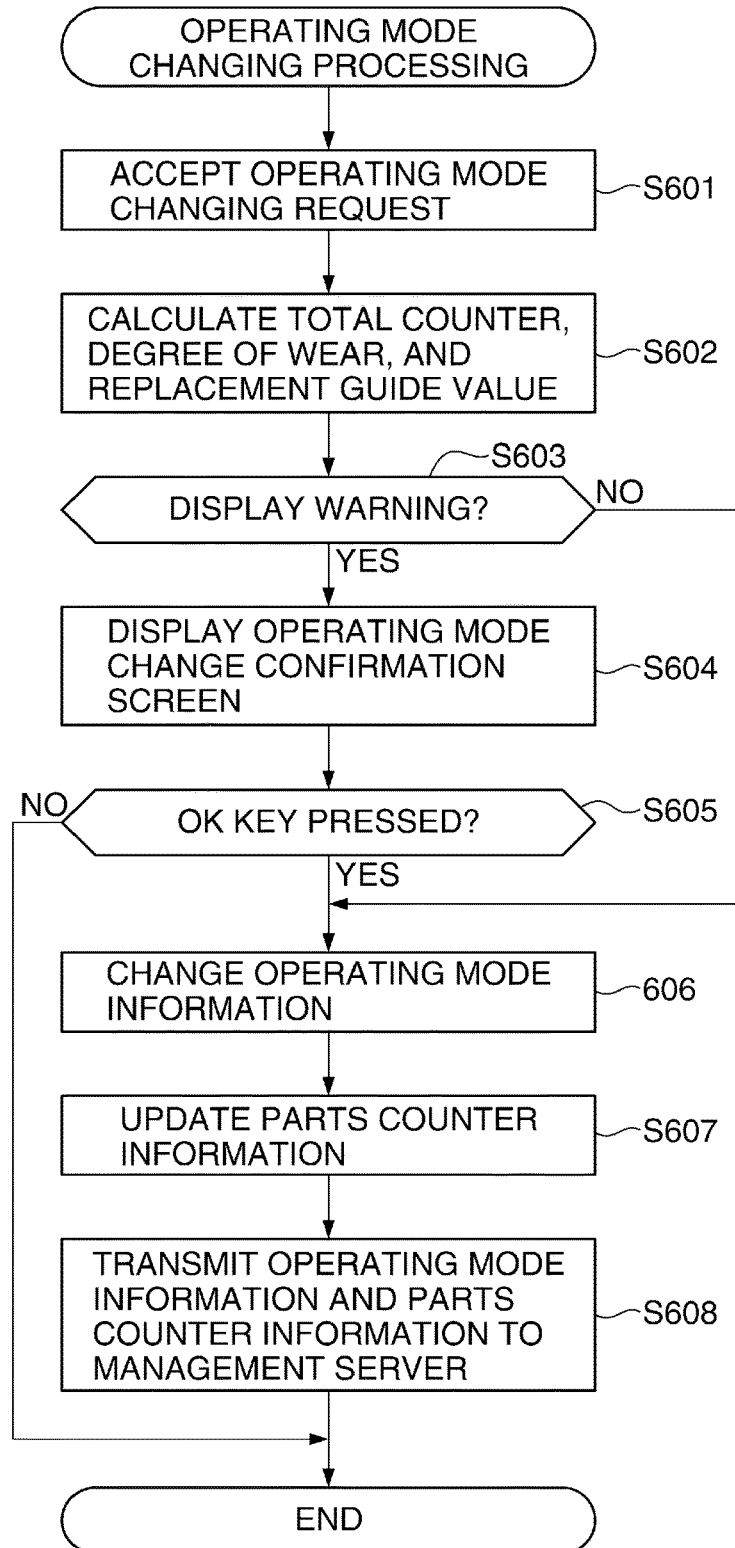 OPERATING MODE
CHANGING PROCESSING
ACCEPT OPERATING MODE
CHANGING REQUEST
S601
CALCULATE TOTAL COUNTER,
DEGREE OF WEAR, AND
REPLACEMENT GUIDE VALUE
S602
S603
DISPLAY WARNING?
NO
YES
DISPLAY OPERATING MODE
CHANGE CONFIRMATION
SCREEN
S604
NO
OK KEY PRESSED?
S605
YES
CHANGE OPERATING MODE
INFORMATION
606
UPDATE PARTS COUNTER
INFORMATION
S607
TRANSMIT OPERATING MODE
INFORMATION AND PARTS
COUNTER INFORMATION TO
MANAGEMENT SERVER
S608
END